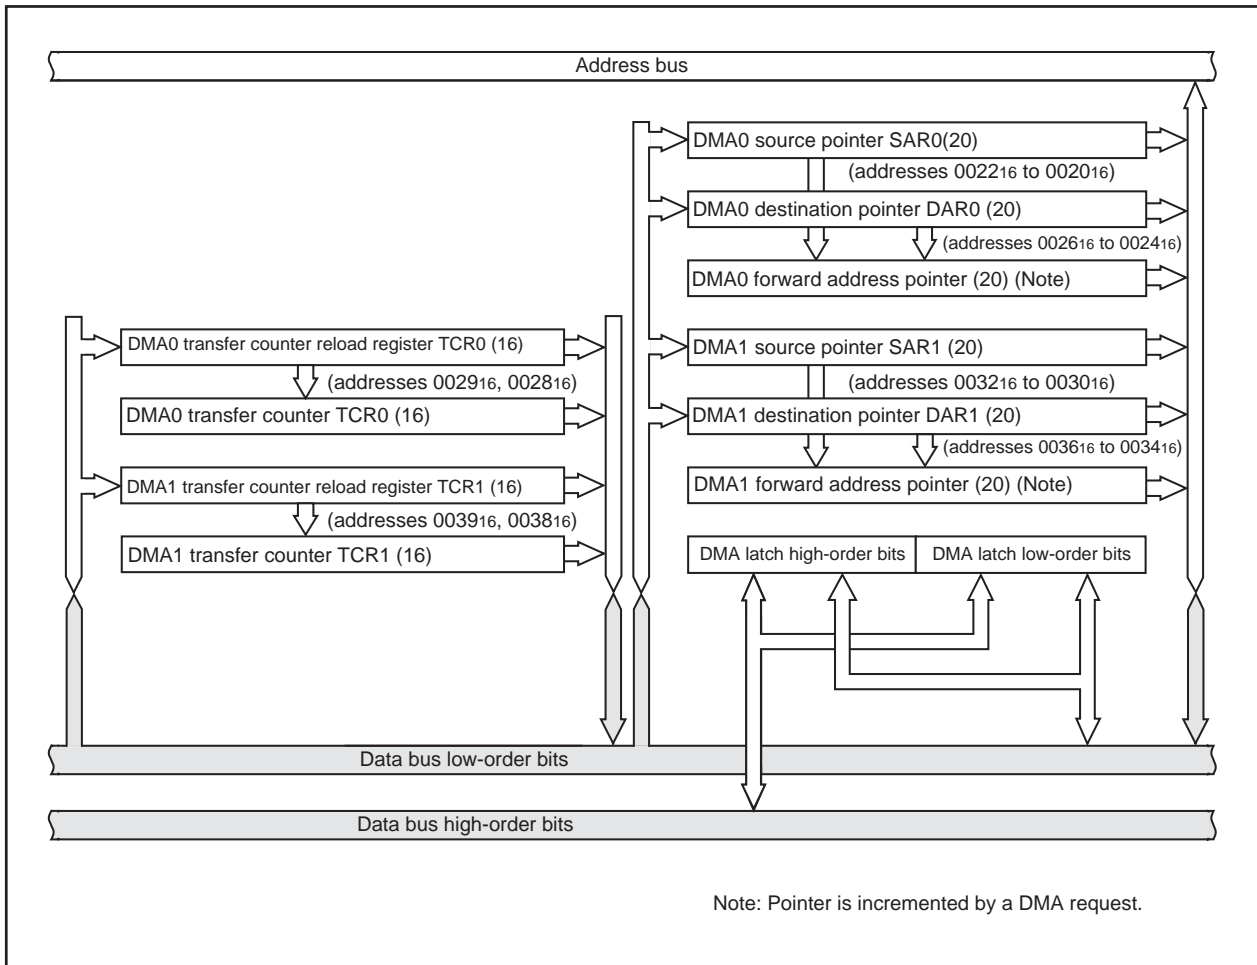 Address bus
DMA0 source pointer SAR0(20)
(addresses 002216 to 002016)
DMA0 destination pointer DAR0 (20)
(addresses 002616 to 002416)
DMA0 forward address pointer (20) (Note)
DMA0 transfer counter reload register TCR0 (16)
(addresses 002916, 002816)
DMA0 transfer counter TCR0 (16)
DMA1 transfer counter reload register TCR1 (16)
(addresses 003916, 003816)
DMA1 transfer counter TCR1 (16)
DMA1 source pointer SAR1 (20)
(addresses 003216 to 003016)
DMA1 destination pointer DAR1 (20)
(addresses 003616 to 003416)
DMA1 forward address pointer (20) (Note)
DMA latch high-order bits
DMA latch low-order bits
Data bus low-order bits
Data bus high-order bits
Note: Pointer is incremented by a DMA request.